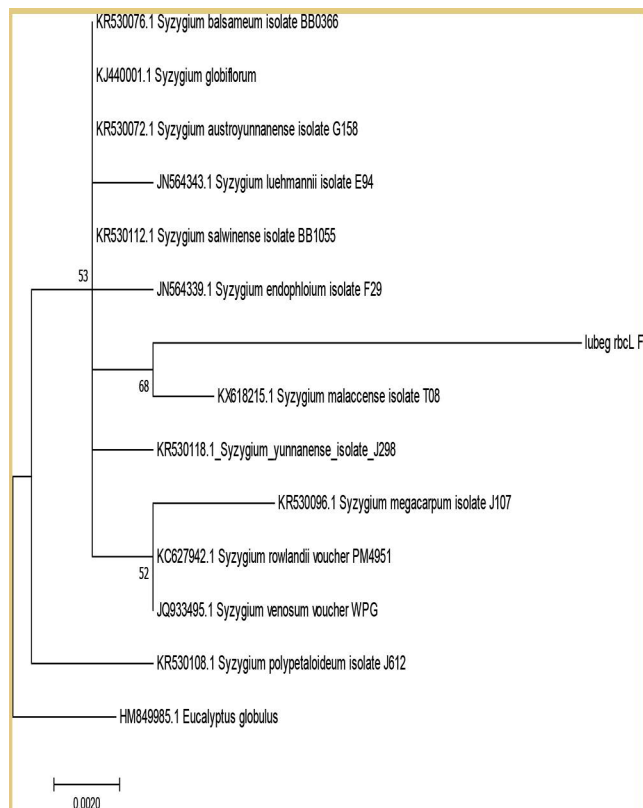 KR530076.1 Syzygium balsameum isolate BB0366
KJ440001.1 Syzygium globiflorum
KR530072.1 Syzygium austroyunnanense isolate G158
JN564343.1 Syzygium luehmannii isolate E94
KR530112.1 Syzygium salwinense isolate BB1055
53
JN564339.1 Syzygium endophloium isolate F29
lubeg rbcL F
68
KX618215.1 Syzygium malaccense isolate T08
KR530118.1_Syzygium_yunnanense_isolate_J298
KR530096.1 Syzygium megacarpum isolate J107
KC627942.1 Syzygium rowlandii voucher PM4951
52
JQ933495.1 Syzygium venosum voucher WPG
KR530108.1 Syzygium polypetaloideum isolate J612
HM849985.1 Eucalyptus globulus
0.0020